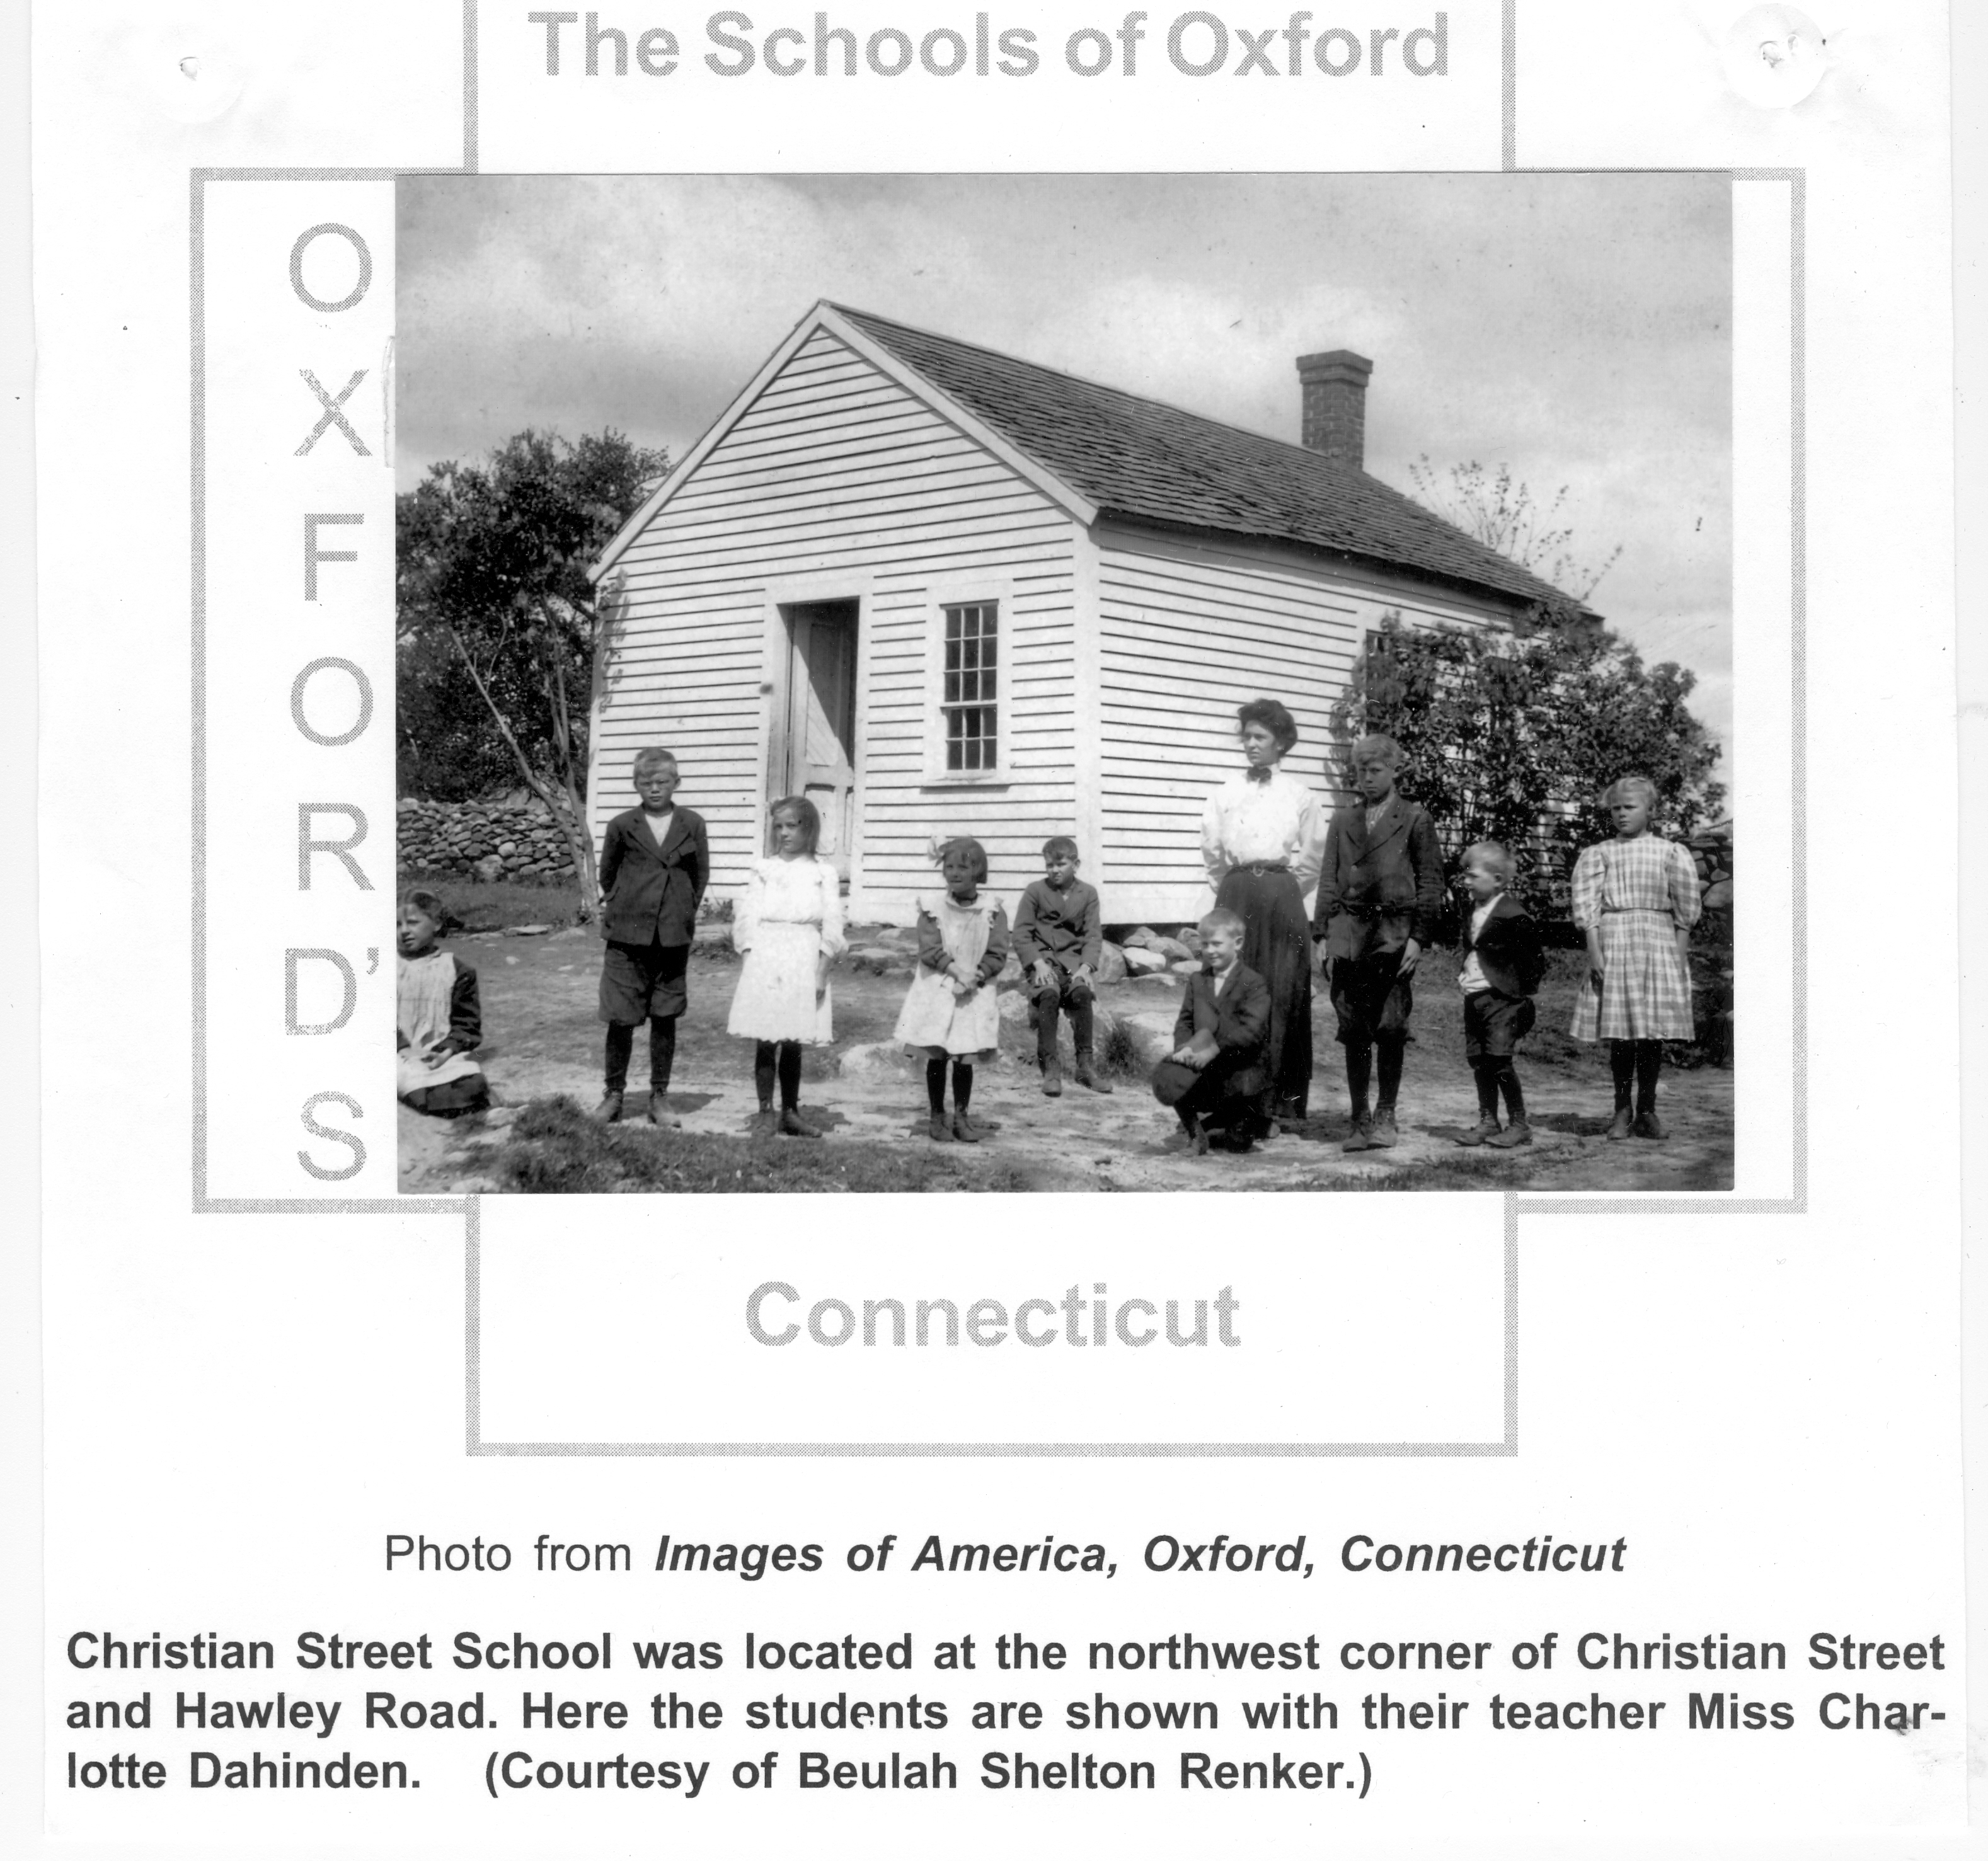 The Schools of Oxford
OXFORD'S
Connecticut
Photo from Images of America, Oxford, Connecticut
Christian Street School was located at the northwest corner of Christian Street
and Hawley Road. Here the students are shown with their teacher Miss Char-
lotte Dahinden. (Courtesy of Beulah Shelton Renker.)